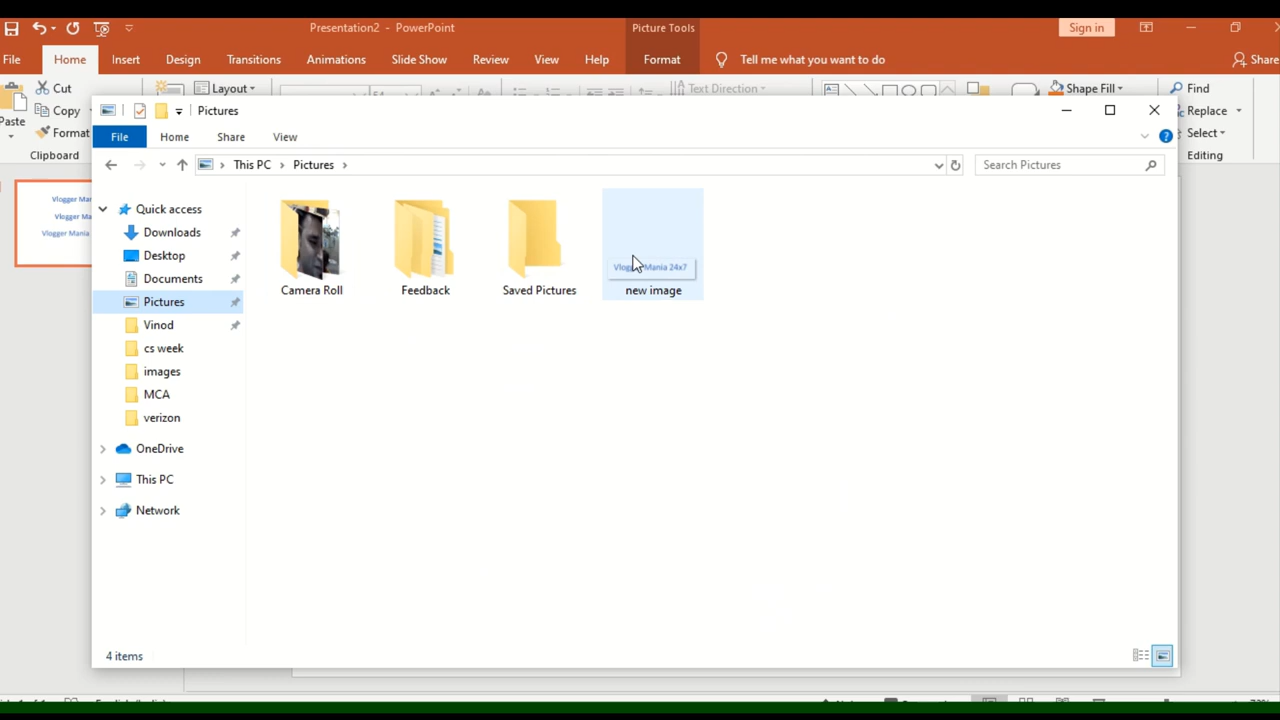 Presentation2 - PowerPoint
Picture Tools
Sign in
File
Home
Insert
Design
Transitions
Animations
Slide Show
Review
View
Help
Format
Tell me what you want to do
Share
Cut
Layout
Text Direction
Shape Fill
Find
Paste
Copy
Replace
Format
Select
Clipboard
Editing
Pictures
File
Home
Share
View
This PC
Pictures
Search Pictures
Vlogger Man
Vlogger Ma
Vlogger Mania
Quick access
Downloads
Desktop
Documents
Pictures
Vinod
cs week
images
MCA
verizon
OneDrive
This PC
Network
Vlogger Mania 24x7
Camera Roll
Feedback
Saved Pictures
new image
4 items